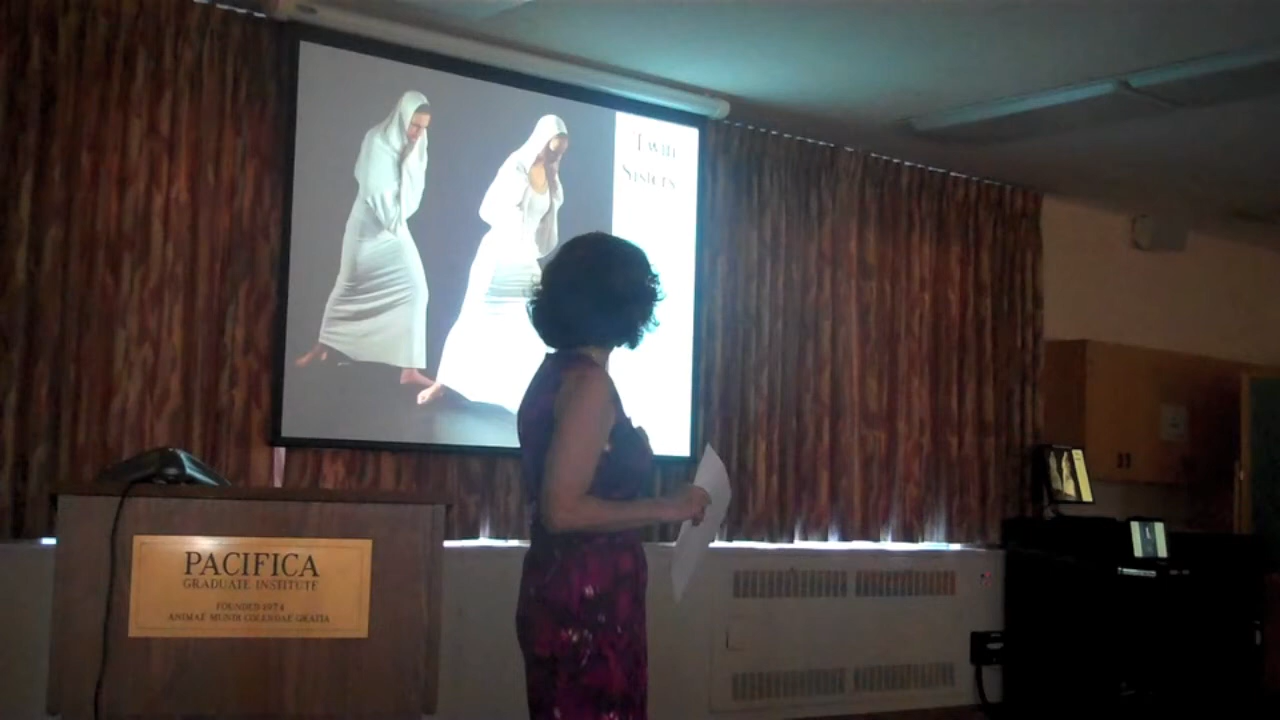 Twin
Sisters
PACIFICA
GRADUATE INSTITUTE
FOUNDED 1974
ANIMAE MUNDI COLENDAE GRATIA